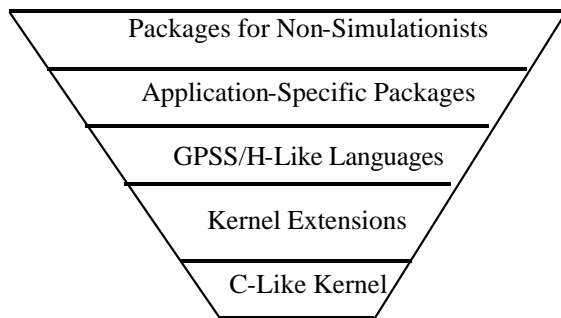 Packages for Non-Simulationists
Application-Specific Packages
GPSS/H-Like Languages
Kernel Extensions
C-Like Kernel